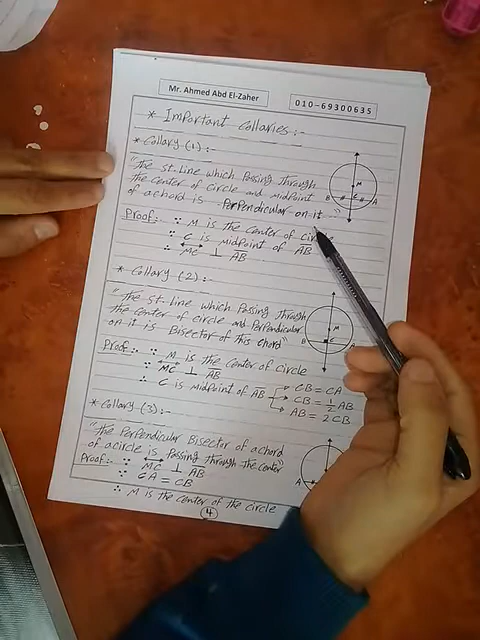 Mr. Ahmed Abd El-Zaher
010-69300635
* Important Collaries:-
* Collary (1):-
"The st. Line which Passing Through
the Center of Circle and midpoint
of achord is Perpendicular on it"
Proof:- ∵ M is the Center of cir
∵ C is midpoint of AB
∴ MC ⊥ AB
M
B C A
* Collary (2):-
"The st. Line which Passing Through
the Center of circle and Perpendicular
on it is Bisector of this chord"
Proof:- ∵ M is the Center of circle
∵ MC ⊥ AB
∴ C is midpoint of AB
CB = CA
CB = 1/2 AB
AB = 2 CB
M
B C A
* Collary (3):-
"the Perpendicular Bisector of achord
of acircle is Passing through the Center"
Proof:- ∵ MC ⊥ AB
∵ CA = CB
∴ M is the Center of the circle
A
4